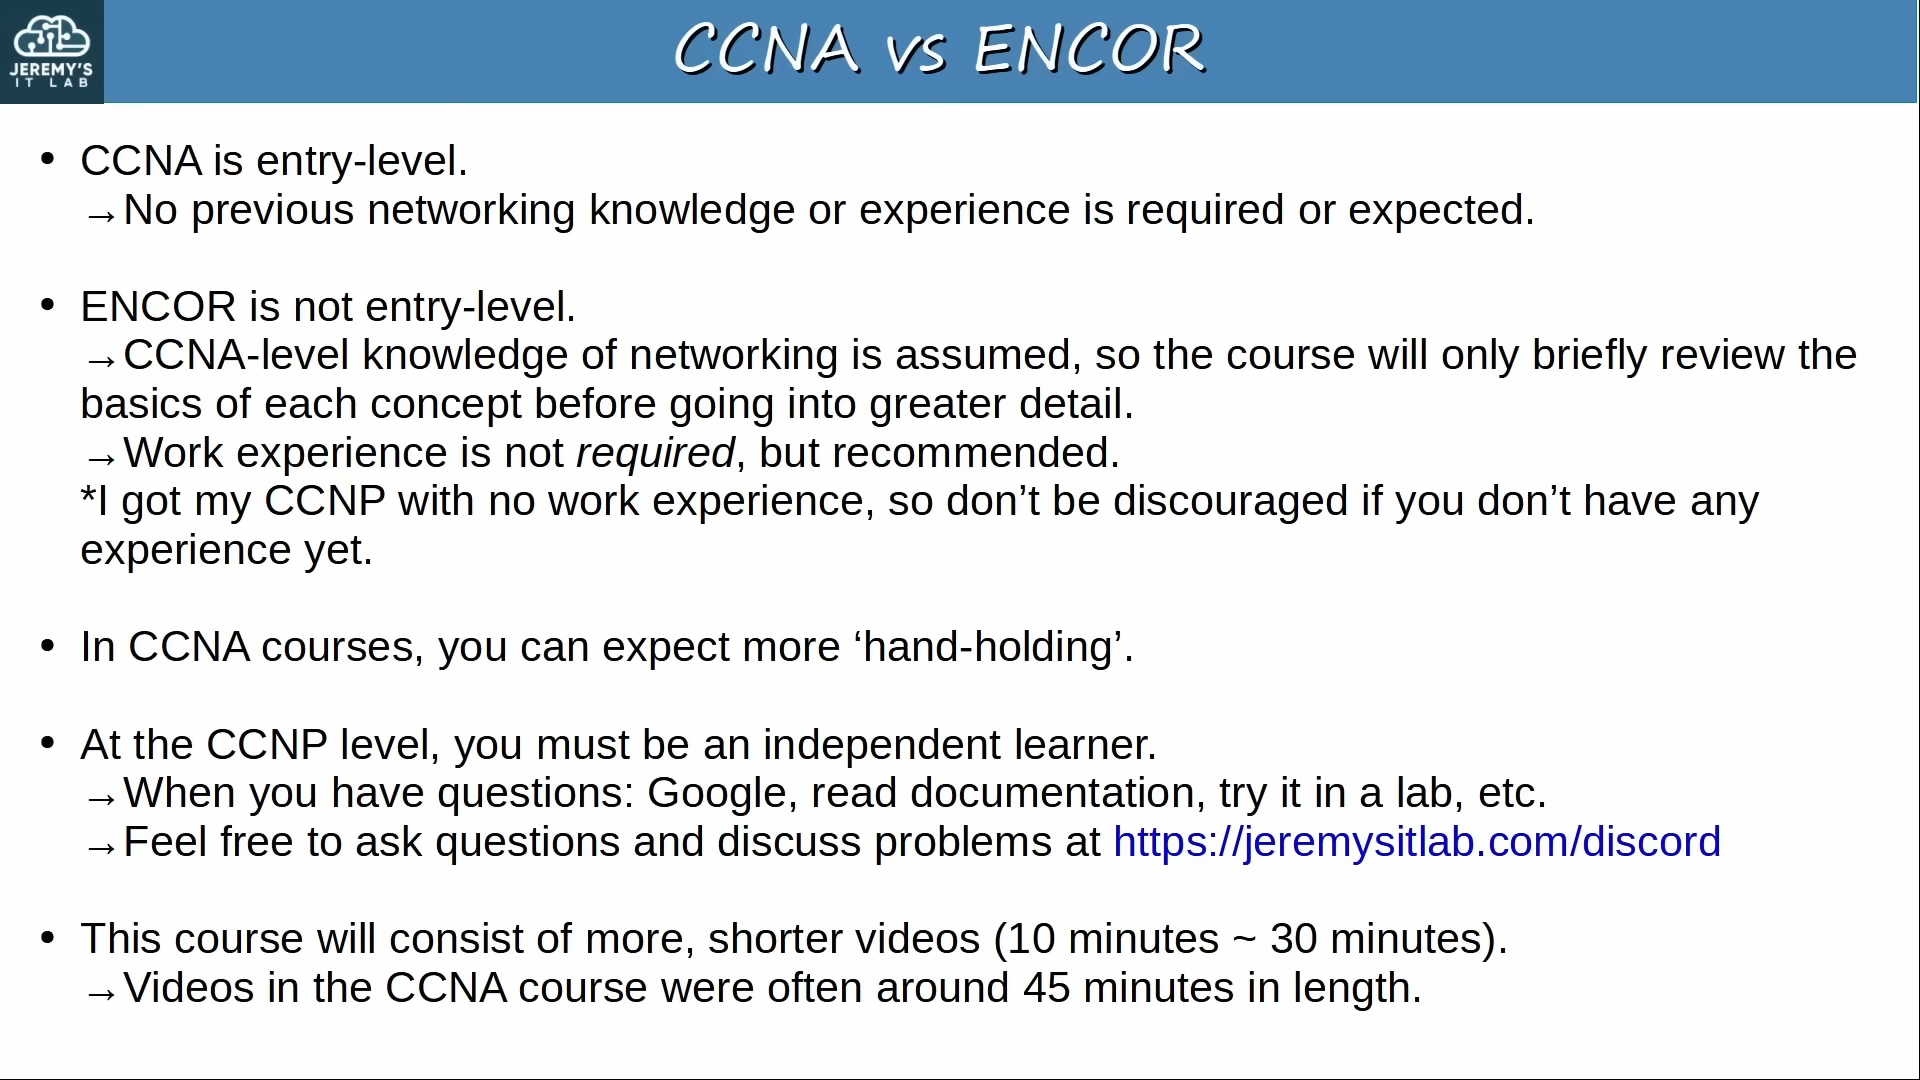 JEREMY'S
IT LAB
CCNA vs ENCOR
• CCNA is entry-level.
→No previous networking knowledge or experience is required or expected.
• ENCOR is not entry-level.
→CCNA-level knowledge of networking is assumed, so the course will only briefly review the
basics of each concept before going into greater detail.
→Work experience is not required, but recommended.
*I got my CCNP with no work experience, so don’t be discouraged if you don’t have any
experience yet.
• In CCNA courses, you can expect more ‘hand-holding’.
• At the CCNP level, you must be an independent learner.
→When you have questions: Google, read documentation, try it in a lab, etc.
→Feel free to ask questions and discuss problems at https://jeremysitlab.com/discord
• This course will consist of more, shorter videos (10 minutes ~ 30 minutes).
→Videos in the CCNA course were often around 45 minutes in length.